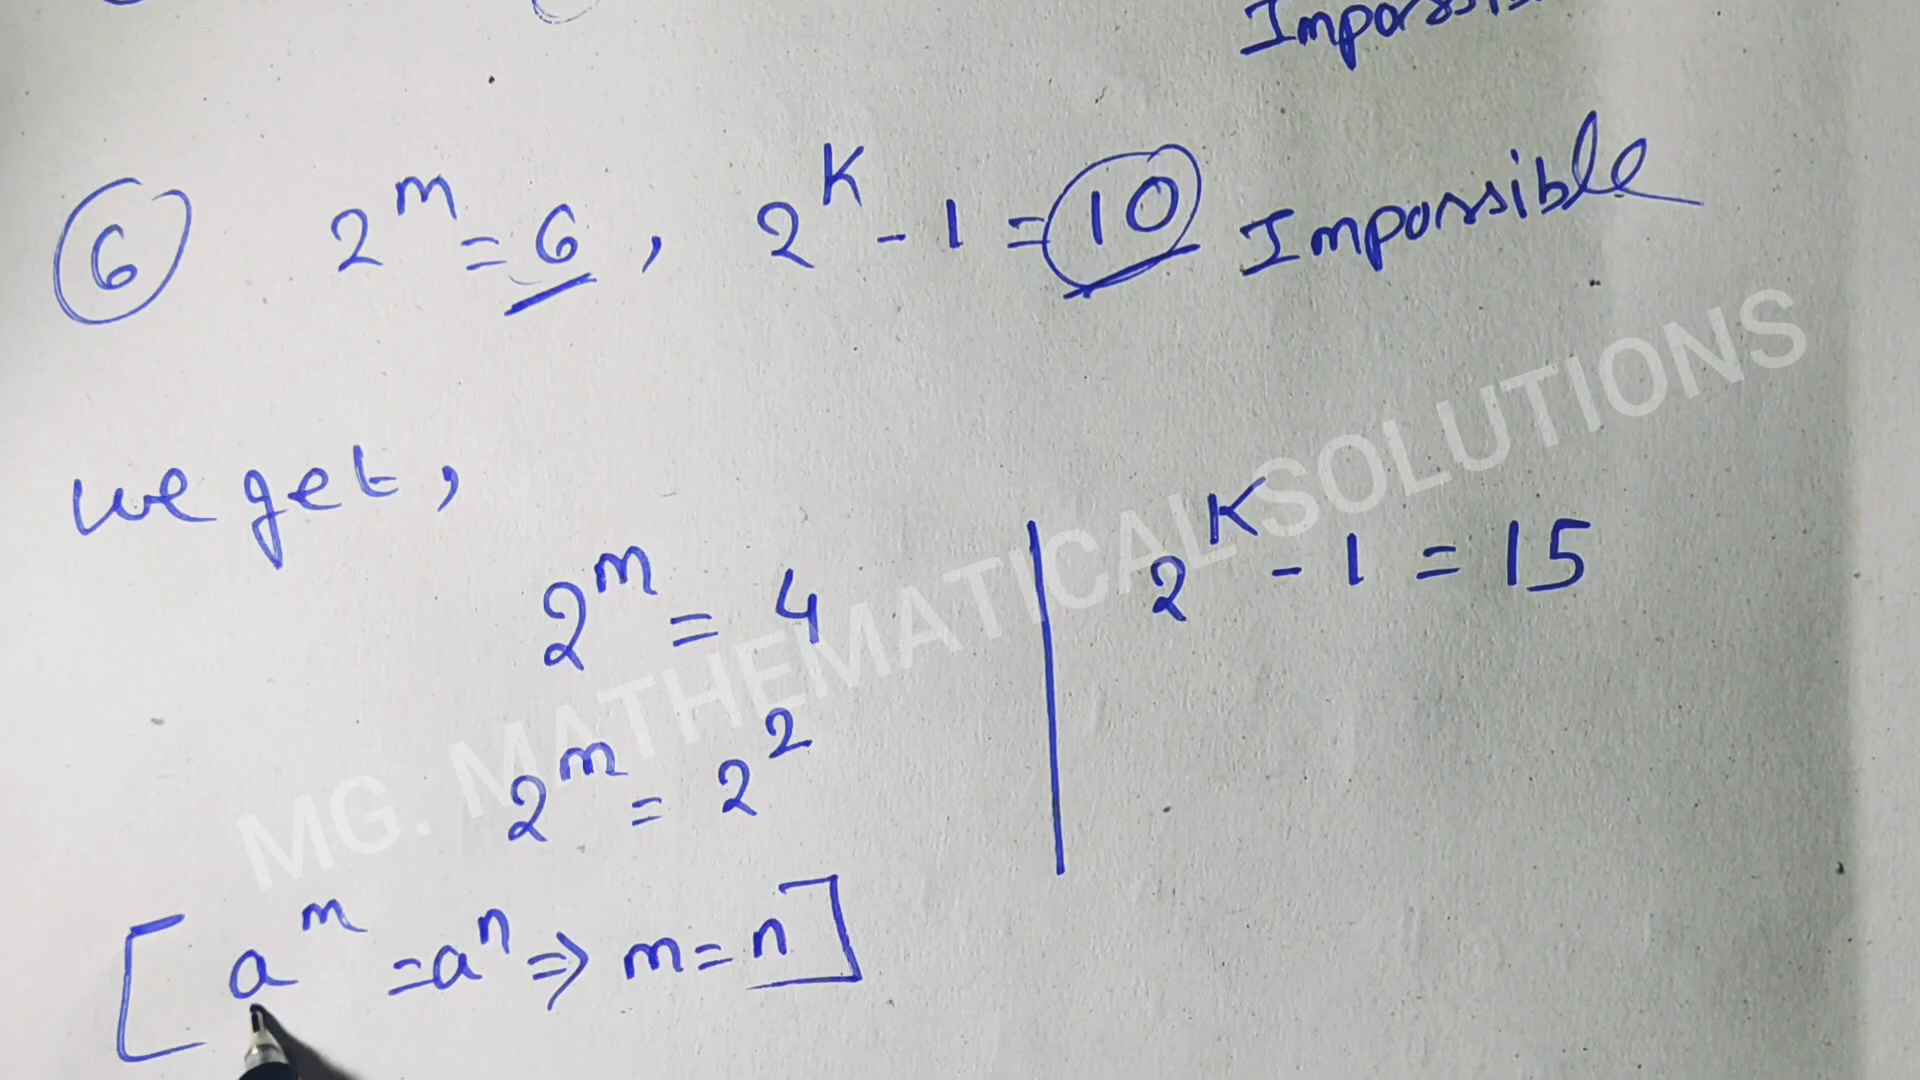 ⑥ 2^m = 6, 2^K - 1 = 10 Impossible
we get,
2^m = 4 | 2^K - 1 = 15
2^m = 2^2
[a^m = a^n ⇒ m = n]
MG. MATHEMATICAL SOLUTIONS